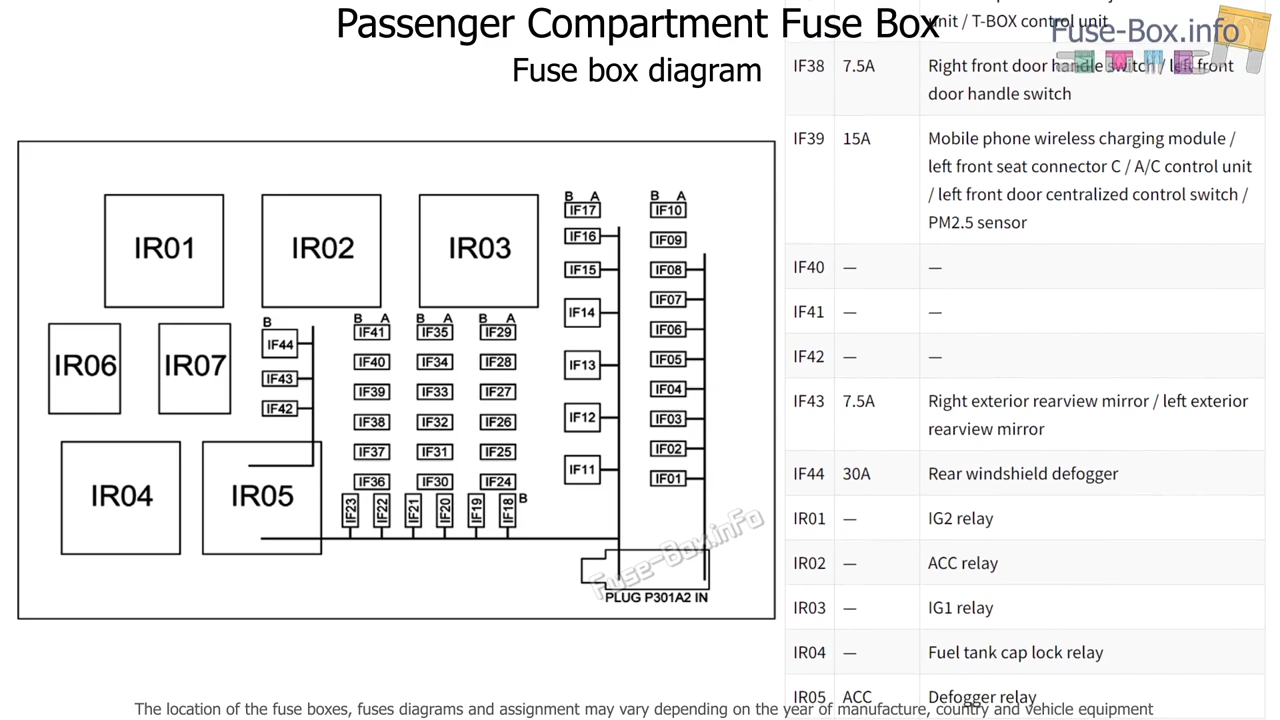 Passenger Compartment Fuse Box
Fuse box diagram
Fuse-Box.info
IR01
IR02
IR03
IR06
IR07
IR04
IR05
B
IF44
IF43
IF42
B A
IF41
IF40
IF39
IF38
IF37
IF36
B A
IF35
IF34
IF33
IF32
IF31
IF30
B A
IF29
IF28
IF27
IF26
IF25
IF24
IF23
IF22
IF21
IF20
IF19
IF18
B
B A
IF17
IF16
IF15
IF14
IF13
IF12
IF11
B A
IF10
IF09
IF08
IF07
IF06
IF05
IF04
IF03
IF02
IF01
Fuse-Box.inFo
PLUG P301A2 IN
unit / T-BOX control unit
IF38 7.5A Right front door handle switch / left front
door handle switch
IF39 15A Mobile phone wireless charging module /
left front seat connector C / A/C control unit
/ left front door centralized control switch /
PM2.5 sensor
IF40 — —
IF41 — —
IF42 — —
IF43 7.5A Right exterior rearview mirror / left exterior
rearview mirror
IF44 30A Rear windshield defogger
IR01 — IG2 relay
IR02 — ACC relay
IR03 — IG1 relay
IR04 — Fuel tank cap lock relay
IR05 ACC Defogger relay
The location of the fuse boxes, fuses diagrams and assignment may vary depending on the year of manufacture, country and vehicle equipment